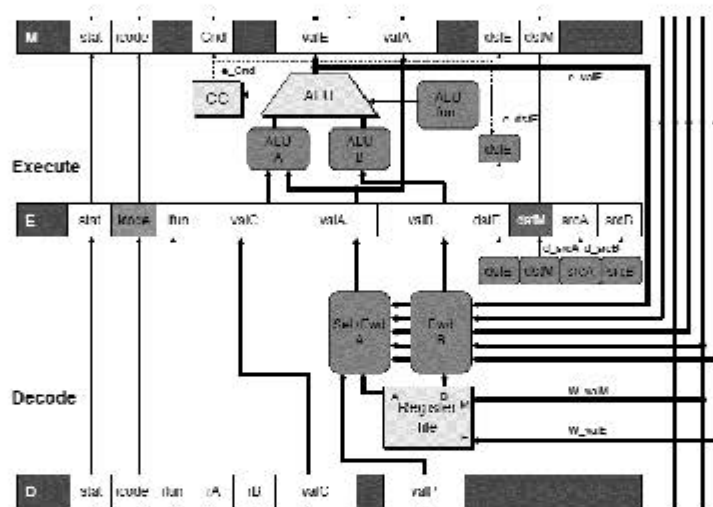 M stat icode Cnd valE valA dstE dstM
e_Cnd
CC ALU ALU fun.
e_valE
e_dstE
ALU A ALU B dstE
Execute
E stat icode ifun valC valA valB dstE dstM srcA srcB
d_srcA d_srcB
dstE dstM srcA srcB
Sel+Fwd A Fwd B
Decode
A B M
Register file
E
W_valM
W_valE
D stat icode ifun rA rB valC valP